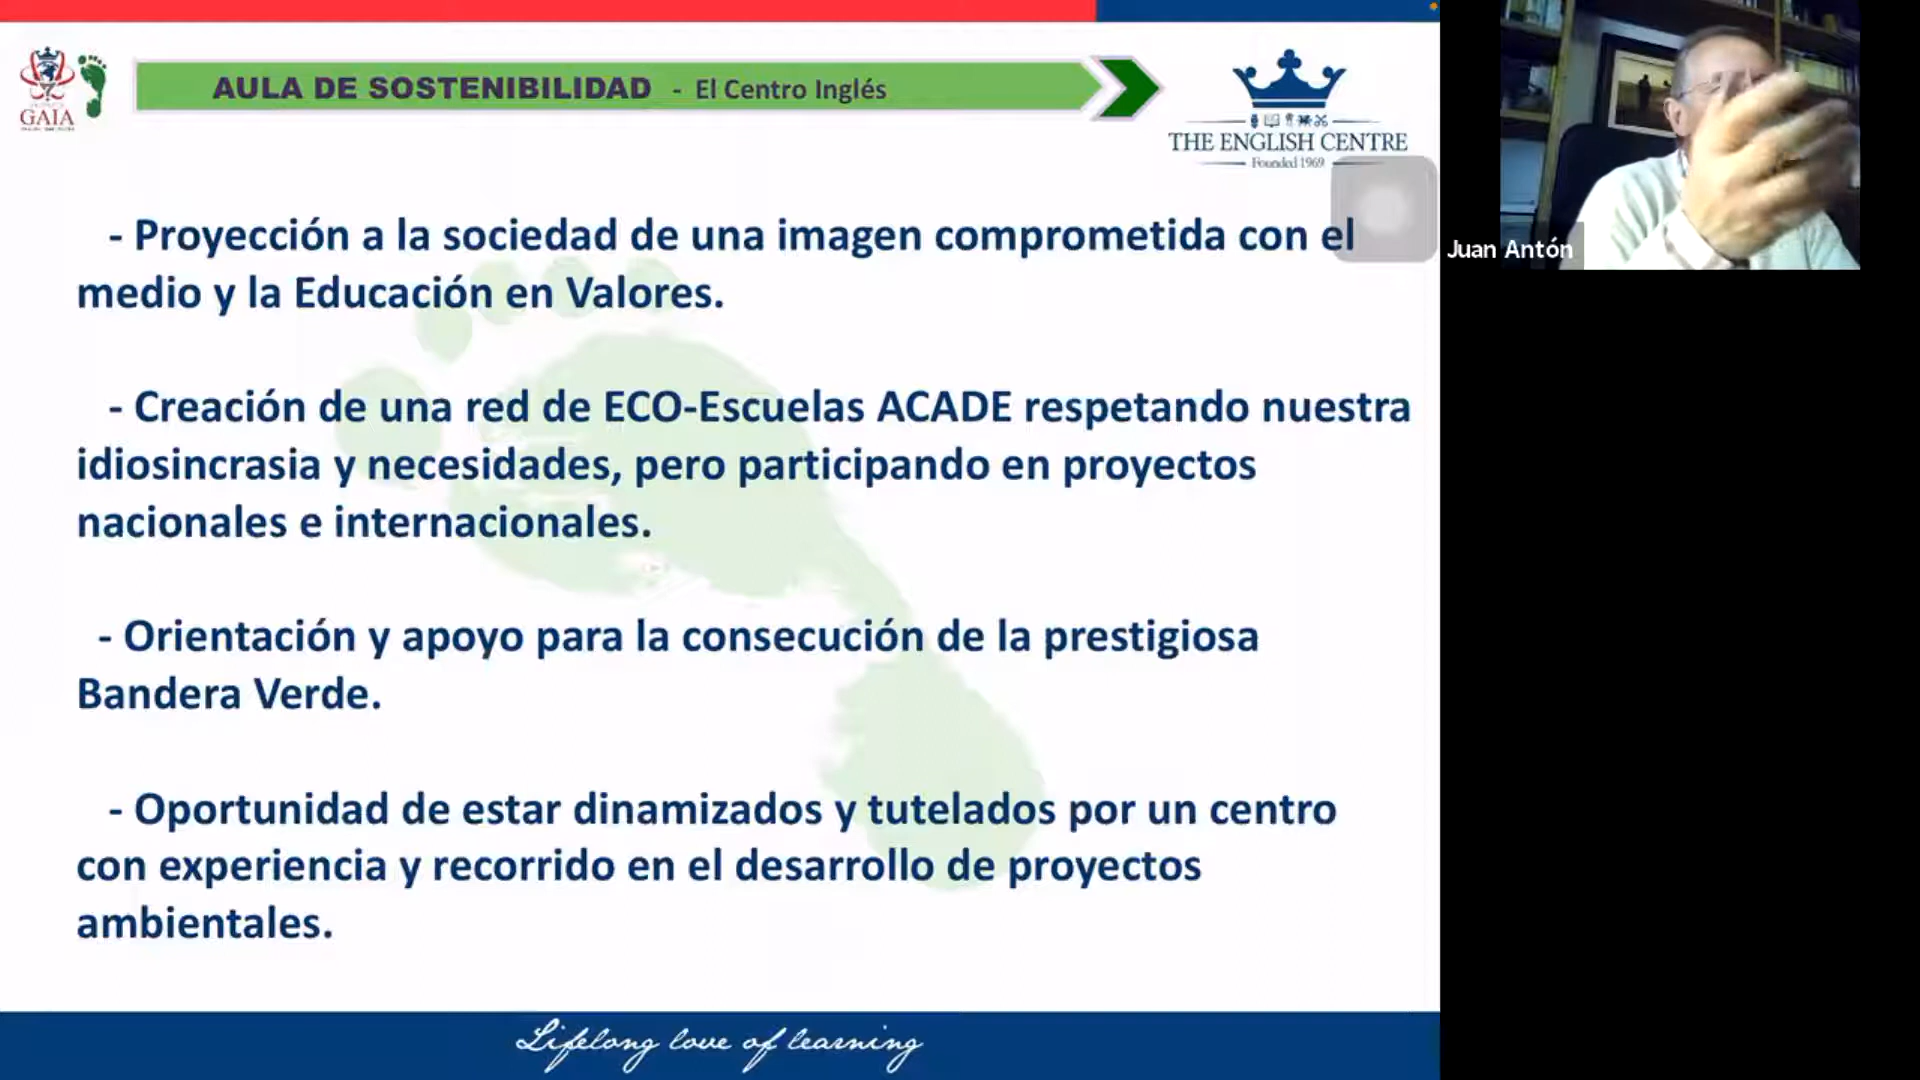 GAIA
AULA DE SOSTENIBILIDAD - El Centro Inglés
THE ENGLISH CENTRE
Founded 1969
Juan Antón
- Proyección a la sociedad de una imagen comprometida con el
medio y la Educación en Valores.
- Creación de una red de ECO-Escuelas ACADE respetando nuestra
idiosincrasia y necesidades, pero participando en proyectos
nacionales e internacionales.
- Orientación y apoyo para la consecución de la prestigiosa
Bandera Verde.
- Oportunidad de estar dinamizados y tutelados por un centro
con experiencia y recorrido en el desarrollo de proyectos
ambientales.
Lifelong love of learning